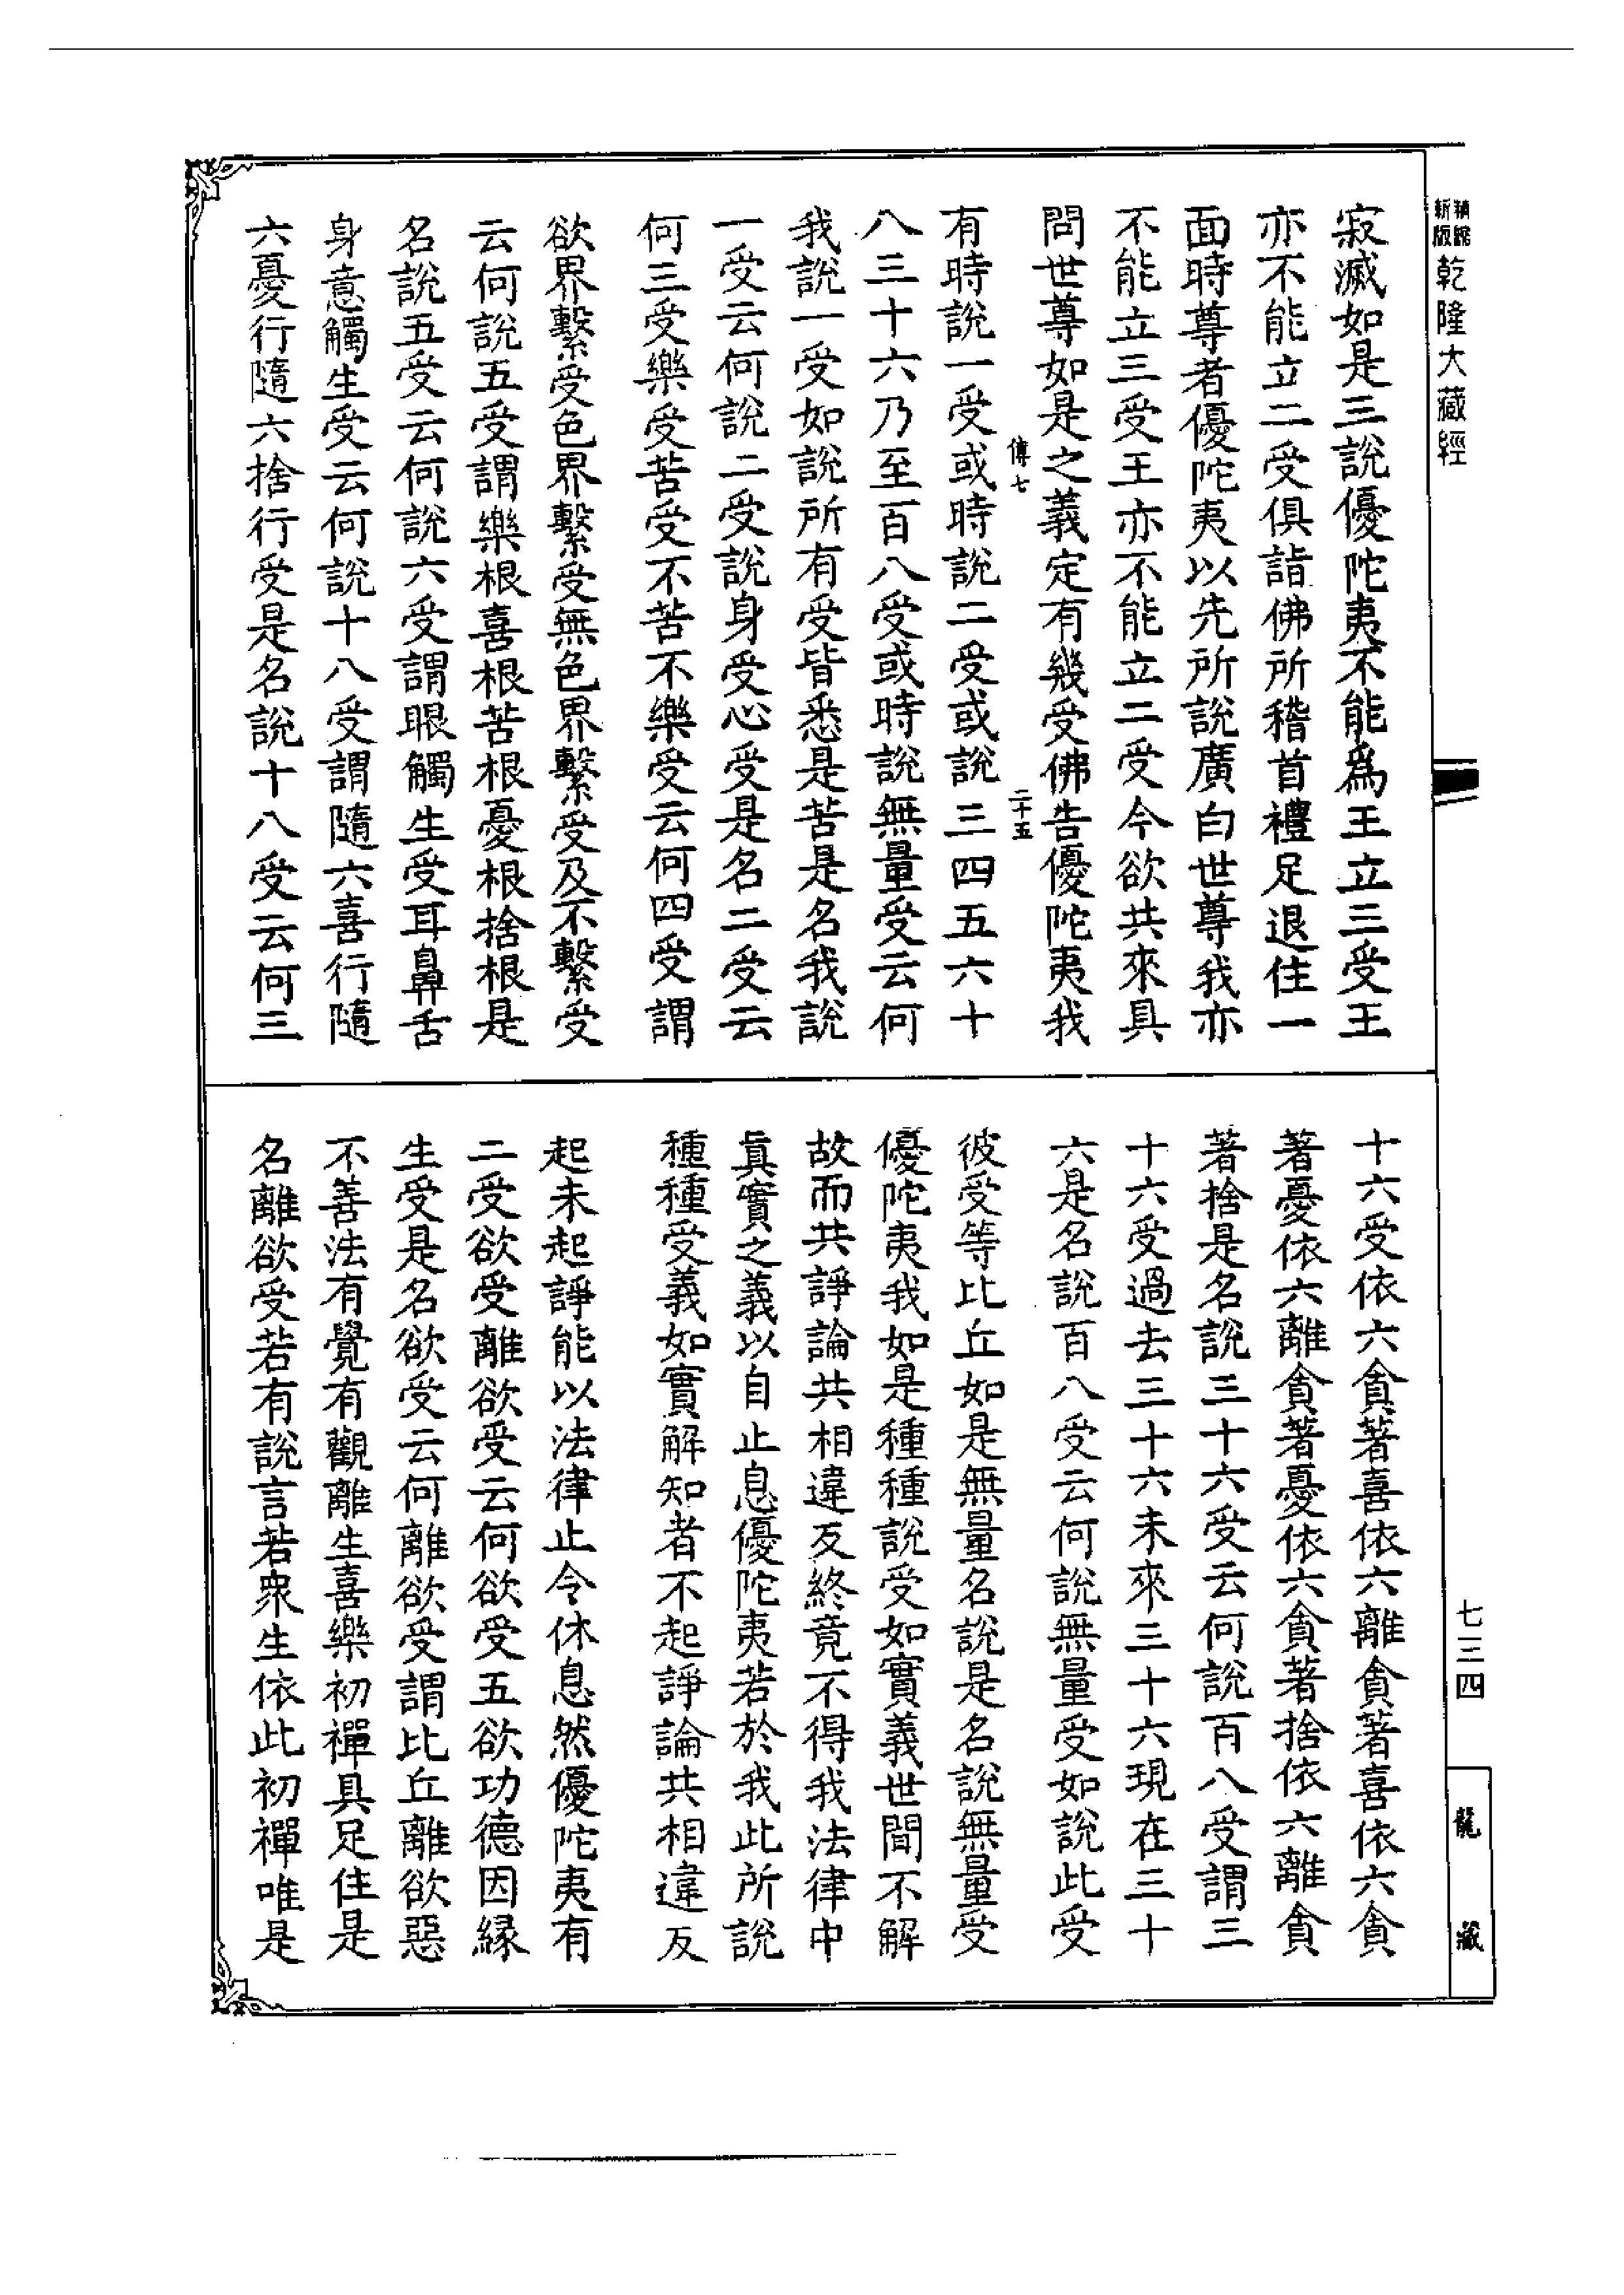 新編
新版
乾隆大藏經
寂滅如是三說優陀夷不能爲王立三受王
亦不能立二受俱詣佛所稽首禮足退住一
面時尊者優陀夷以先所說廣白世尊我亦
不能立三受王亦不能立二受今欲共來具
問世尊如是之義定有幾受佛告優陀夷我
傳七
二十五
有時說一受或時說二受或說三四五六十
八三十六乃至百八受或時說無量受云何
我說一受如說所有受皆悉是苦是名我說
一受云何說二受說身受心受是名二受云
何三受樂受苦受不苦不樂受云何四受謂
欲界繫受色界繫受無色界繫受及不繫受
云何說五受謂樂根喜根苦根憂根捨根是
名說五受云何說六受謂眼觸生受耳鼻舌
身意觸生受云何說十八受謂隨六喜行隨
六憂行隨六捨行受是名說十八受云何三
十六受依六貪著喜依六離貪著喜依六貪
著憂依六離貪著憂依六貪著捨依六離貪
著捨是名說三十六受云何說百八受謂三
十六受過去三十六未來三十六現在三十
六是名說百八受云何說無量受如說此受
彼受等比丘如是無量名說是名說無量受
優陀夷我如是種種說受如實義世間不解
故而共諍論共相違反終竟不得我法律中
眞實之義以自止息優陀夷若於我此所說
種種受義如實解知者不起諍論共相違反
起未起諍能以法律止令休息然優陀夷有
二受欲受離欲受云何欲受五欲功德因緣
生受是名欲受云何離欲受謂比丘離欲惡
不善法有覺有觀離生喜樂初禪具足住是
名離欲受若有說言若衆生依此初禪唯是
七三四
龍藏